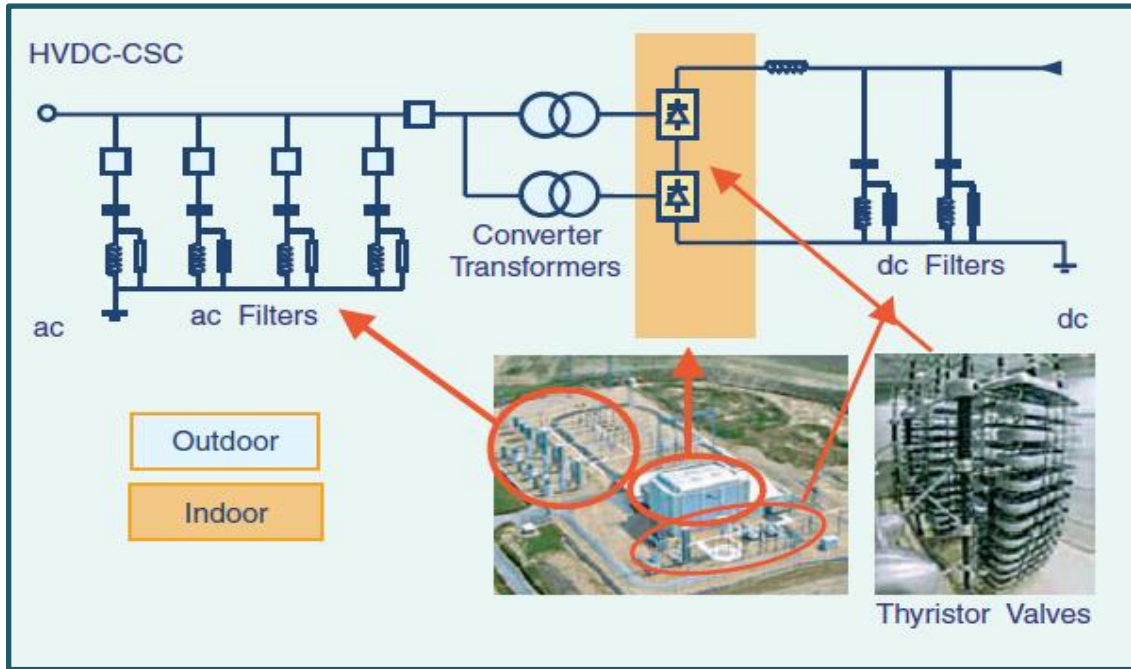 HVDC-CSC
Converter
Transformers
dc Filters
ac
ac Filters
dc
Outdoor
Indoor
Thyristor Valves